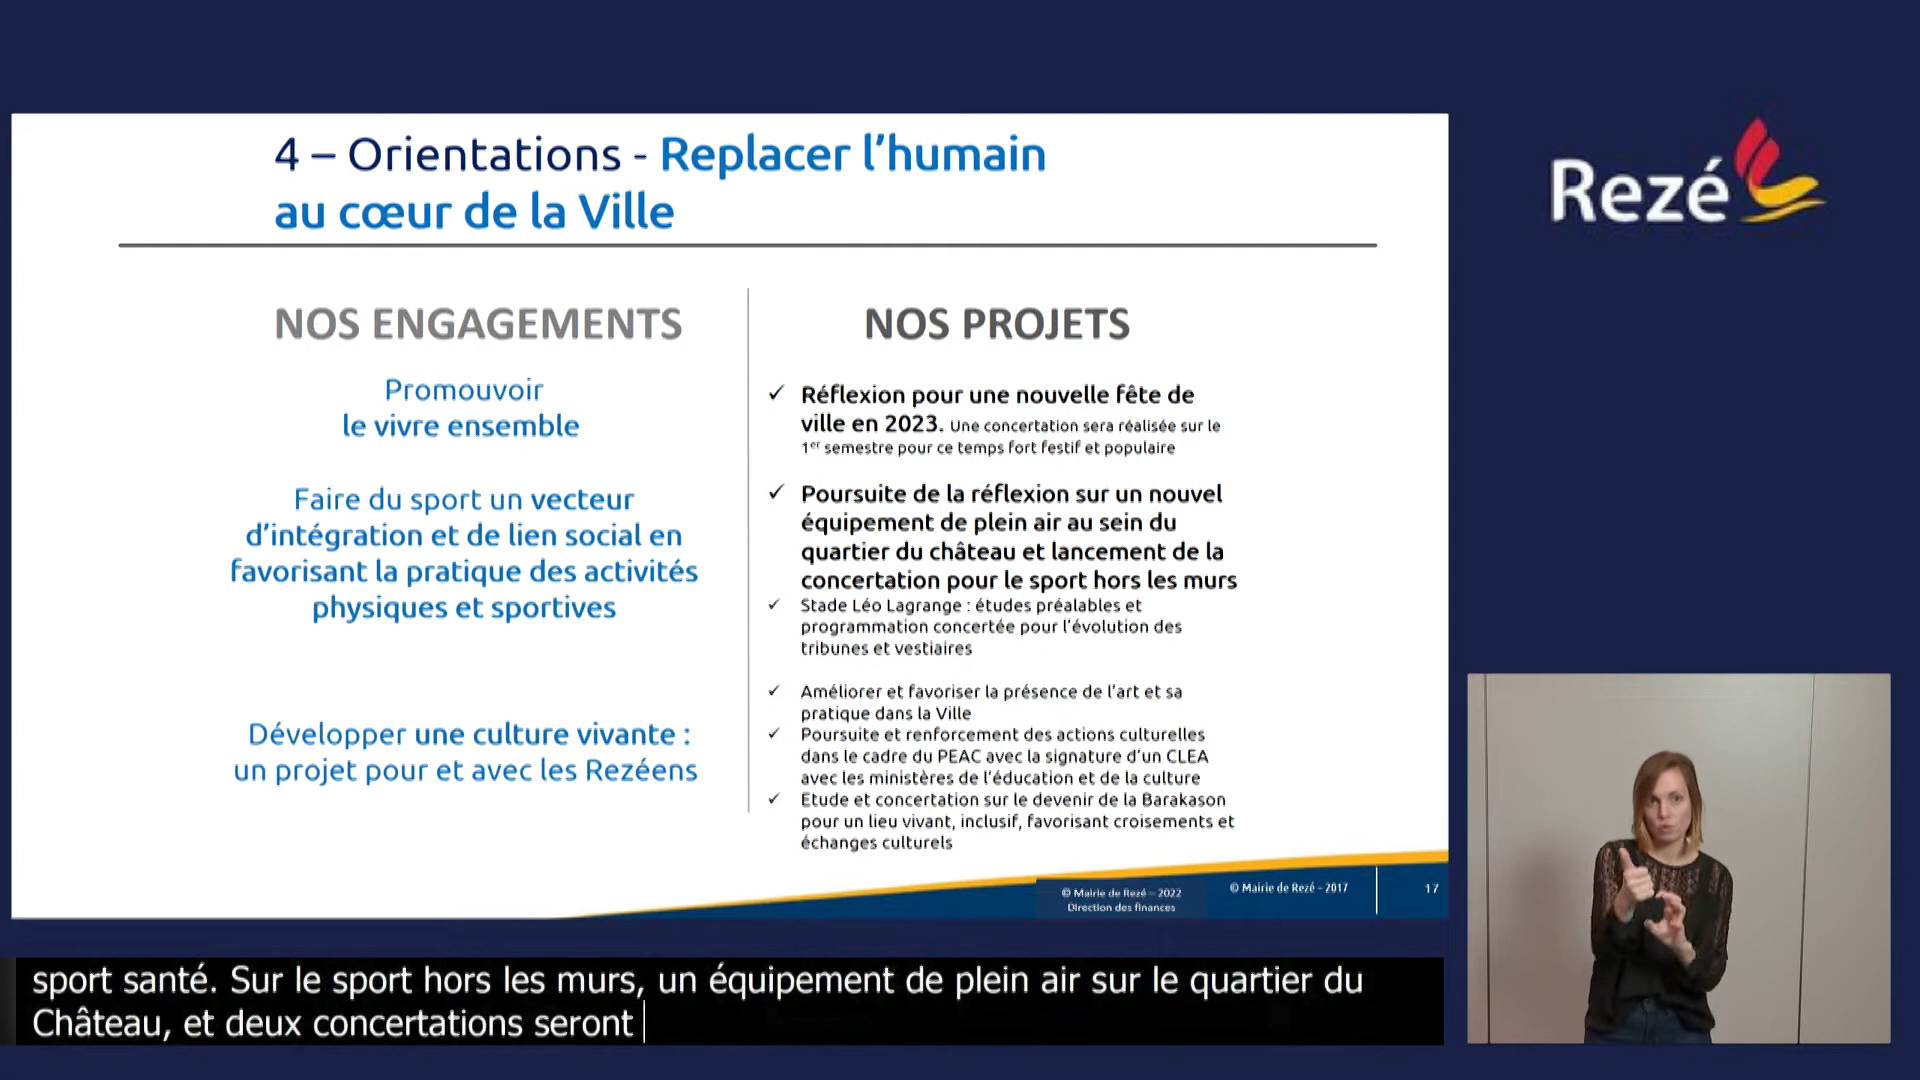 4 – Orientations - Replacer l’humain
au cœur de la Ville
NOS ENGAGEMENTS
Promouvoir
le vivre ensemble
Faire du sport un vecteur
d’intégration et de lien social en
favorisant la pratique des activités
physiques et sportives
Développer une culture vivante :
un projet pour et avec les Rezéens
NOS PROJETS
✓ Réflexion pour une nouvelle fête de
ville en 2023. Une concertation sera réalisée sur le
1er semestre pour ce temps fort festif et populaire
✓ Poursuite de la réflexion sur un nouvel
équipement de plein air au sein du
quartier du château et lancement de la
concertation pour le sport hors les murs
✓ Stade Léo Lagrange : études préalables et
programmation concertée pour l’évolution des
tribunes et vestiaires
✓ Améliorer et favoriser la présence de l’art et sa
pratique dans la Ville
✓ Poursuite et renforcement des actions culturelles
dans le cadre du PEAC avec la signature d’un CLEA
avec les ministères de l’éducation et de la culture
✓ Etude et concertation sur le devenir de la Barakason
pour un lieu vivant, inclusif, favorisant croisements et
échanges culturels
© Mairie de Rezé – 2022
Direction des finances
© Mairie de Rezé - 2017
17
Rezé
sport santé. Sur le sport hors les murs, un équipement de plein air sur le quartier du
Château, et deux concertations seront